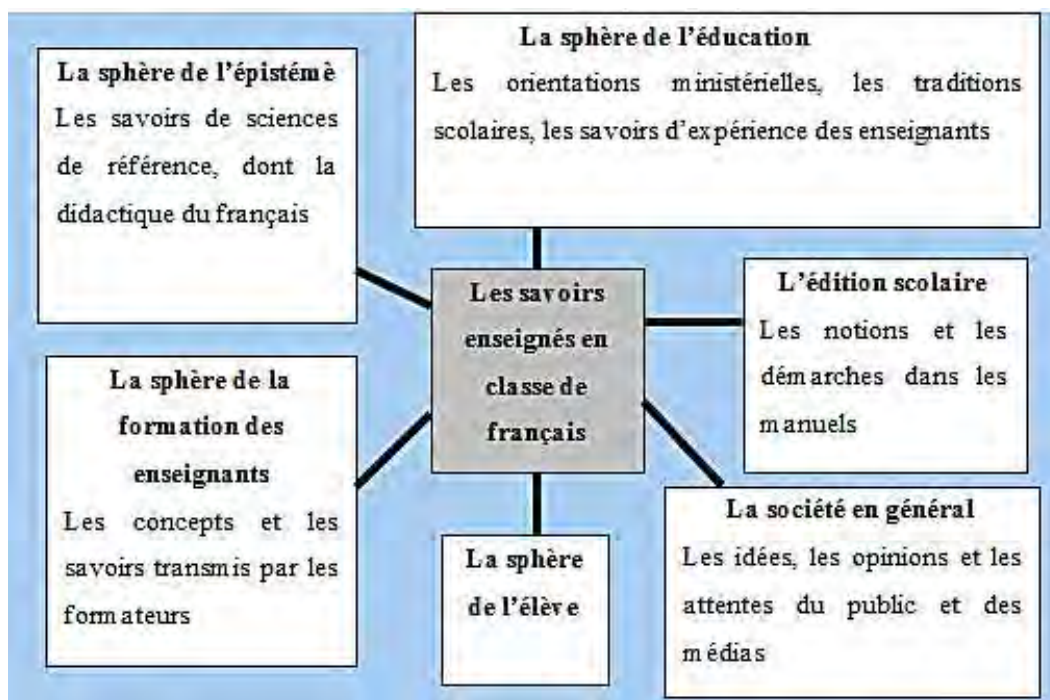 La sphère de l'épistémè
Les savoirs de sciences
de référence, dont la
didactique du français
La sphère de l'éducation
Les orientations ministérielles, les traditions
scolaires, les savoirs d'expérience des enseignants
Les savoirs
enseignés en
classe de
français
L'édition scolaire
Les notions et les
démarches dans les
manuels
La sphère de la
formation des
enseignants
Les concepts et les
savoirs transmis par les
formateurs
La sphère
de l'élève
La société en général
Les idées, les opinions et les
attentes du public et des
médias